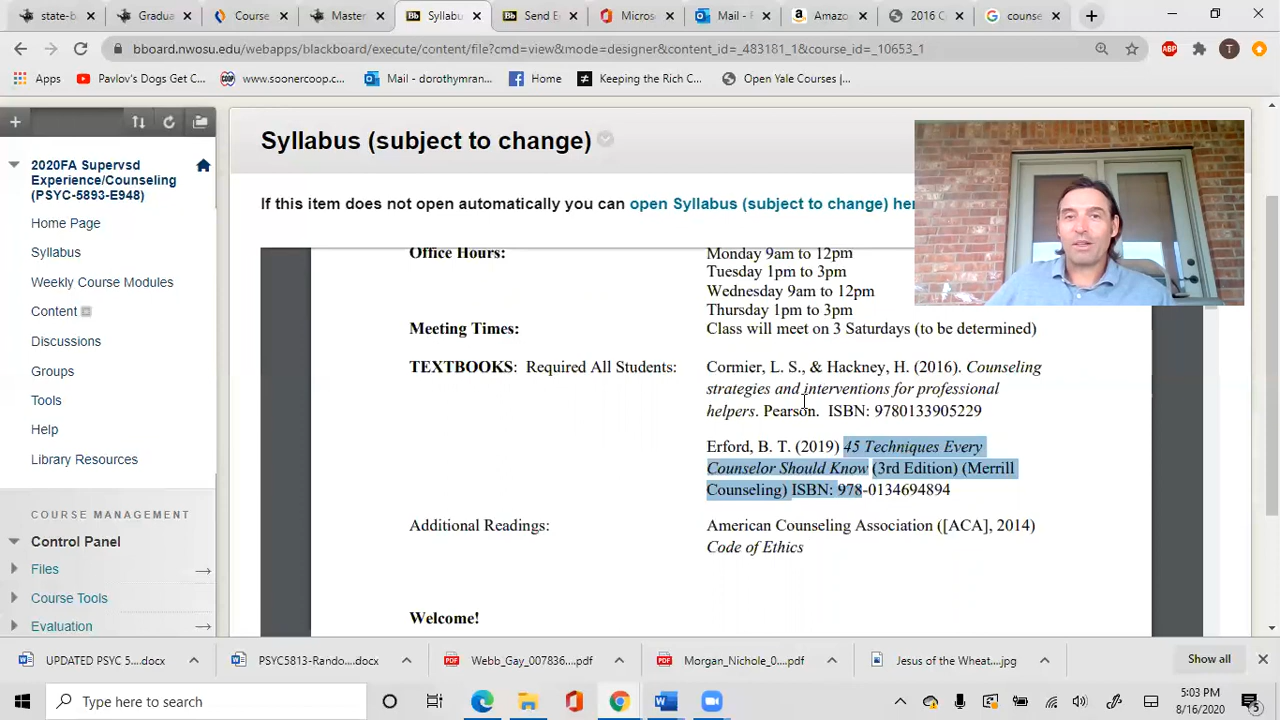 state-b
Gradua
Course
Master
Syllabu
Send E
Micros
Mail - F
Amazo
2016 C
counse
bboard.nwosu.edu/webapps/blackboard/execute/content/file?cmd=view&mode=designer&content_id=_483181_1&course_id=_10653_1
Apps
Pavlov's Dogs Get C...
www.soonercoop.c...
Mail - dorothymran...
Home
Keeping the Rich C...
Open Yale Courses |...
2020FA Supervsd
Experience/Counseling
(PSYC-5893-E948)
Home Page
Syllabus
Weekly Course Modules
Content
Discussions
Groups
Tools
Help
Library Resources
COURSE MANAGEMENT
Control Panel
Files
Course Tools
Evaluation
Syllabus (subject to change)
If this item does not open automatically you can open Syllabus (subject to change) her
Office Hours: Monday 9am to 12pm
Tuesday 1pm to 3pm
Wednesday 9am to 12pm
Thursday 1pm to 3pm
Meeting Times: Class will meet on 3 Saturdays (to be determined)
TEXTBOOKS: Required All Students: Cormier, L. S., & Hackney, H. (2016). Counseling
strategies and interventions for professional
helpers. Pearson. ISBN: 9780133905229
Erford, B. T. (2019) 45 Techniques Every
Counselor Should Know (3rd Edition) (Merrill
Counseling) ISBN: 978-0134694894
Additional Readings: American Counseling Association ([ACA], 2014)
Code of Ethics
Welcome!
UPDATED PSYC 5....docx
PSYC5813-Rando....docx
Webb_Gay_007836....pdf
Morgan_Nichole_0....pdf
Jesus of the Wheat....jpg
Show all
Type here to search
5:03 PM
8/16/2020